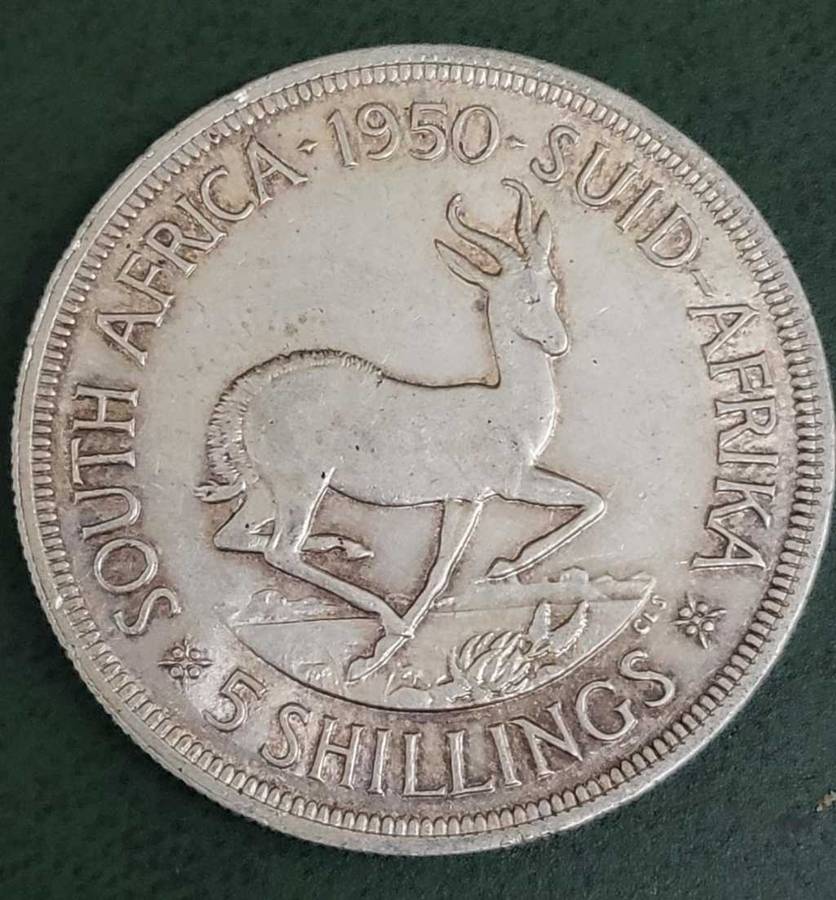 SOUTH AFRICA - 1950 - SUID-AFRIKA
5 SHILLINGS
CLS